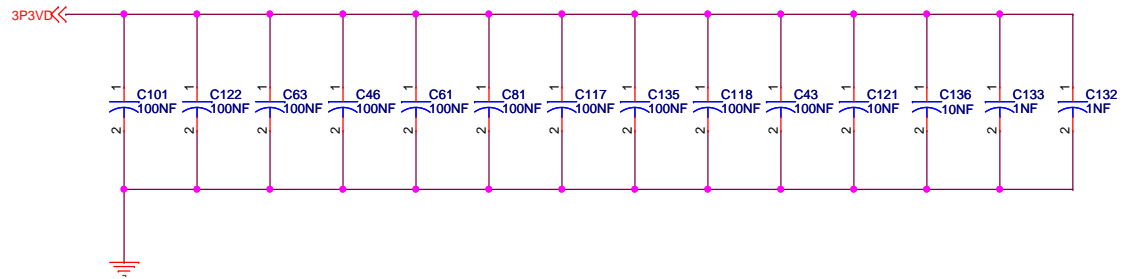 3P3VD
1 1 1 1 1 1 1 1 1 1 1 1 1 1
C101 C122 C63 C46 C61 C81 C117 C135 C118 C43 C121 C136 C133 C132
100NF 100NF 100NF 100NF 100NF 100NF 100NF 100NF 100NF 100NF 10NF 10NF 1NF 1NF
2 2 2 2 2 2 2 2 2 2 2 2 2 2